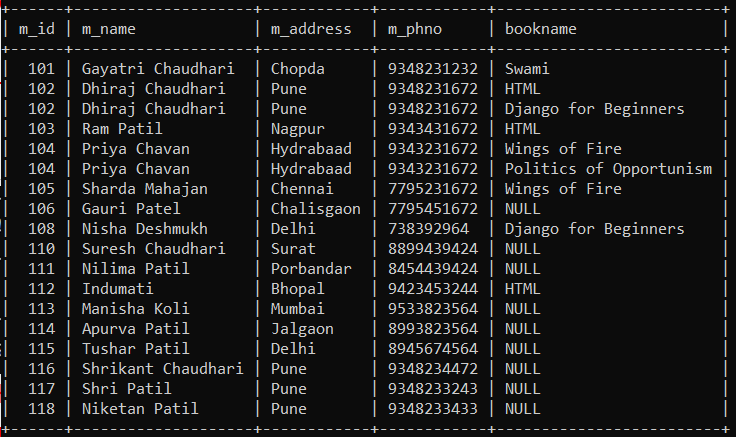 +------+--------------------+------------+------------+-------------------------+
| m_id | m_name             | m_address  | m_phno     | bookname                |
+------+--------------------+------------+------------+-------------------------+
|  101 | Gayatri Chaudhari  | Chopda     | 9348231232 | Swami                   |
|  102 | Dhiraj Chaudhari   | Pune       | 9348231672 | HTML                    |
|  102 | Dhiraj Chaudhari   | Pune       | 9348231672 | Django for Beginners    |
|  103 | Ram Patil          | Nagpur     | 9343431672 | HTML                    |
|  104 | Priya Chavan       | Hydrabaad  | 9343231672 | Wings of Fire           |
|  104 | Priya Chavan       | Hydrabaad  | 9343231672 | Politics of Opportunism |
|  105 | Sharda Mahajan     | Chennai    | 7795231672 | Wings of Fire           |
|  106 | Gauri Patel        | Chalisgaon | 7795451672 | NULL                    |
|  108 | Nisha Deshmukh     | Delhi      | 738392964  | Django for Beginners    |
|  110 | Suresh Chaudhari   | Surat      | 8899439424 | NULL                    |
|  111 | Nilima Patil       | Porbandar  | 8454439424 | NULL                    |
|  112 | Indumati           | Bhopal     | 9423453244 | HTML                    |
|  113 | Manisha Koli       | Mumbai     | 9533823564 | NULL                    |
|  114 | Apurva Patil       | Jalgaon    | 8993823564 | NULL                    |
|  115 | Tushar Patil       | Delhi      | 8945674564 | NULL                    |
|  116 | Shrikant Chaudhari | Pune       | 9348234472 | NULL                    |
|  117 | Shri Patil         | Pune       | 9348233243 | NULL                    |
|  118 | Niketan Patil      | Pune       | 9348233433 | NULL                    |
+------+--------------------+------------+------------+-------------------------+